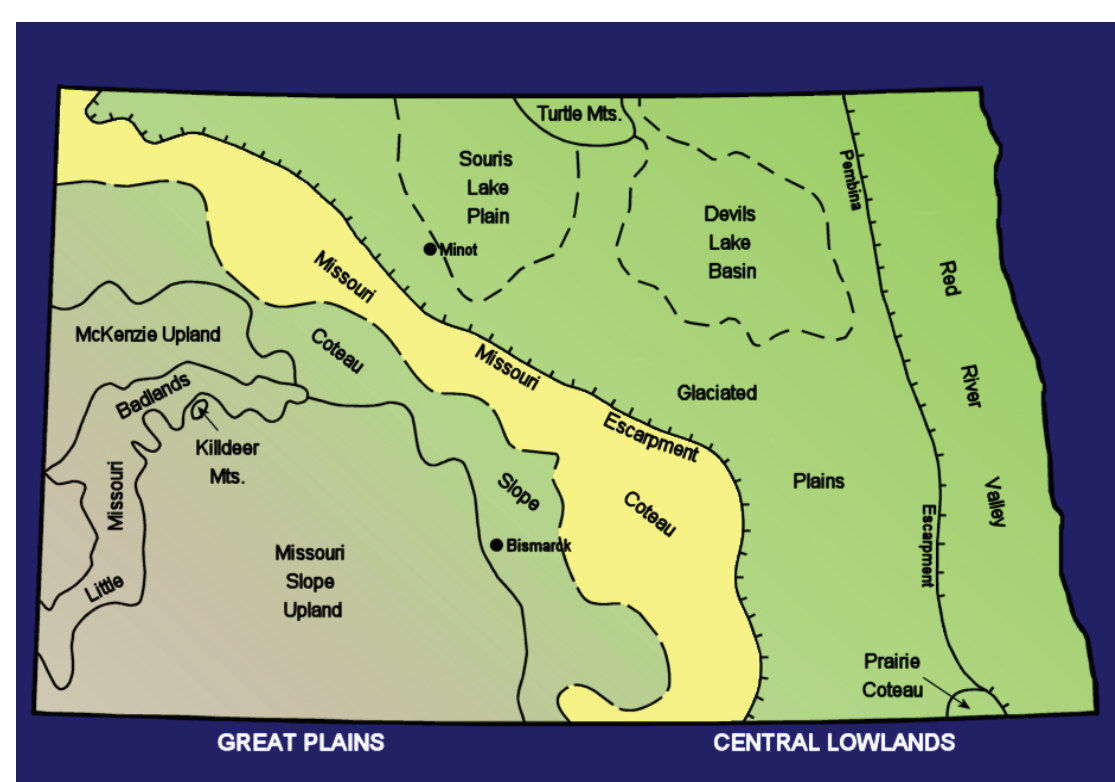 Turtle Mts.
Souris
Lake
Plain
Pembina
Devils
Lake
Basin
Minot
Missouri
Red
McKenzie Upland
Coteau
Missouri
River
Badlands
Glaciated
Escarpment
Killdeer
Mts.
Missouri
Slope
Plains
Valley
Coteau
Escarpment
Bismarck
Missouri
Slope
Upland
Little
Prairie
Coteau
GREAT PLAINS
CENTRAL LOWLANDS